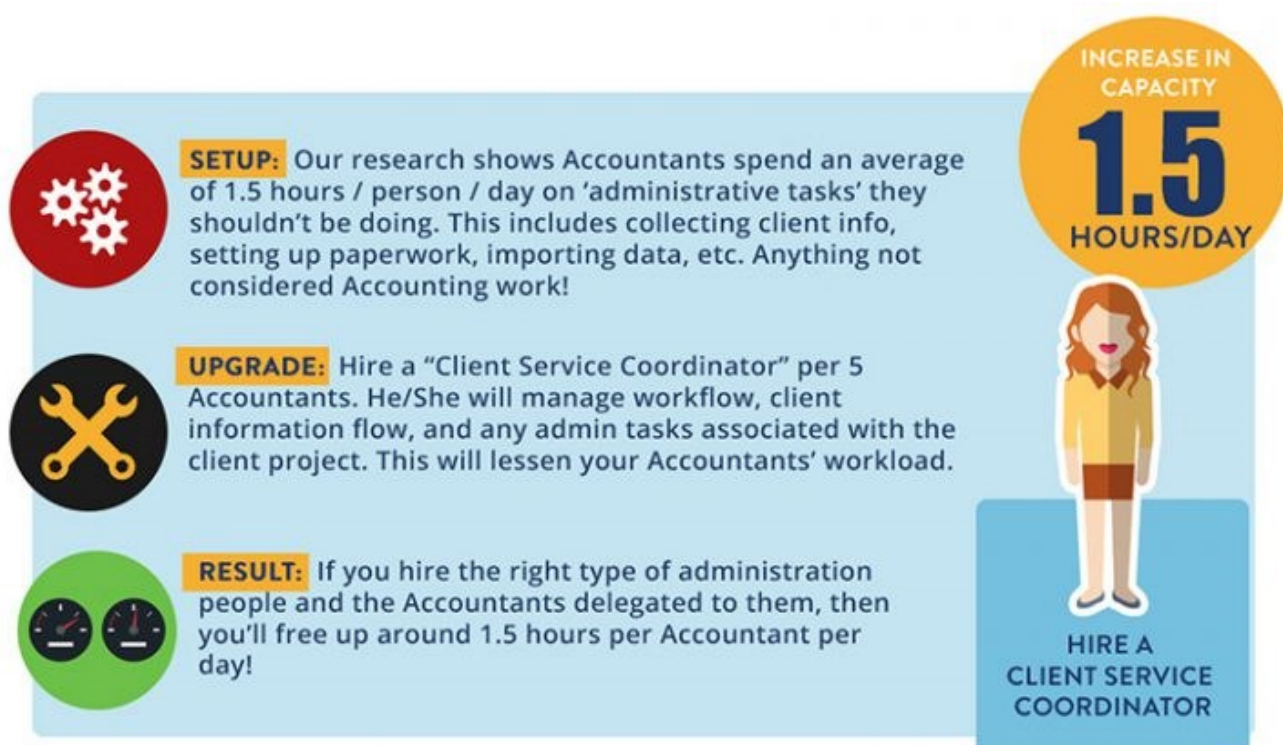 INCREASE IN
CAPACITY
1.5
HOURS/DAY
SETUP: Our research shows Accountants spend an average
of 1.5 hours / person / day on ‘administrative tasks’ they
shouldn’t be doing. This includes collecting client info,
setting up paperwork, importing data, etc. Anything not
considered Accounting work!
UPGRADE: Hire a “Client Service Coordinator” per 5
Accountants. He/She will manage workflow, client
information flow, and any admin tasks associated with the
client project. This will lessen your Accountants’ workload.
RESULT: If you hire the right type of administration
people and the Accountants delegated to them, then
you’ll free up around 1.5 hours per Accountant per
day!
HIRE A
CLIENT SERVICE
COORDINATOR